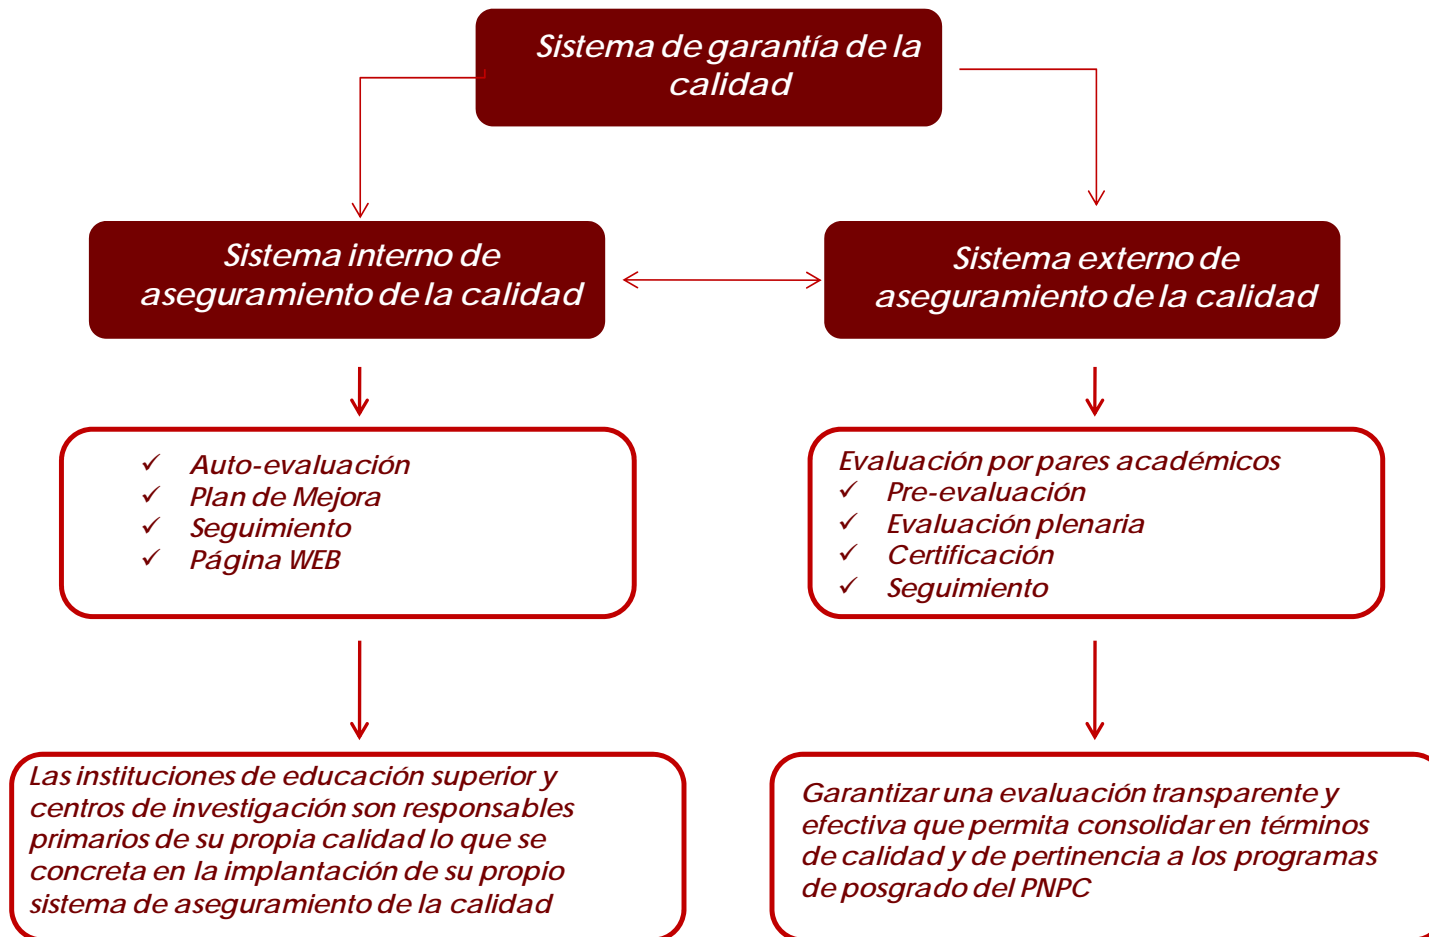 Sistema de garantía de la
calidad
Sistema interno de
aseguramiento de la calidad
Sistema externo de
aseguramiento de la calidad
✓ Auto-evaluación
✓ Plan de Mejora
✓ Seguimiento
✓ Página WEB
Evaluación por pares académicos
✓ Pre-evaluación
✓ Evaluación plenaria
✓ Certificación
✓ Seguimiento
Las instituciones de educación superior y
centros de investigación son responsables
primarios de su propia calidad lo que se
concreta en la implantación de su propio
sistema de aseguramiento de la calidad
Garantizar una evaluación transparente y
efectiva que permita consolidar en términos
de calidad y de pertinencia a los programas
de posgrado del PNPC